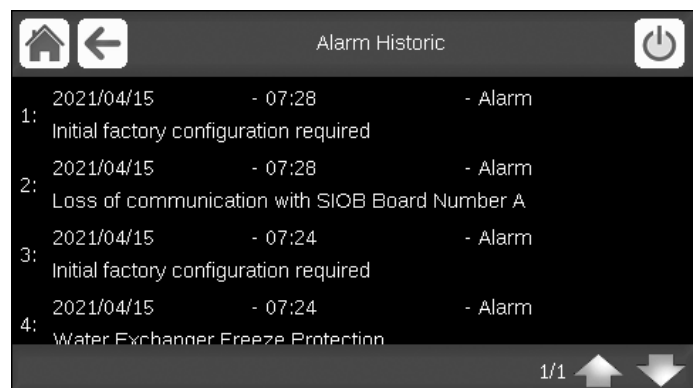 Alarm Historic
2021/04/15 - 07:28 - Alarm
1:
Initial factory configuration required
2021/04/15 - 07:28 - Alarm
2:
Loss of communication with SIOB Board Number A
2021/04/15 - 07:24 - Alarm
3:
Initial factory configuration required
2021/04/15 - 07:24 - Alarm
4:
Water Exchanger Freeze Protection
1/1